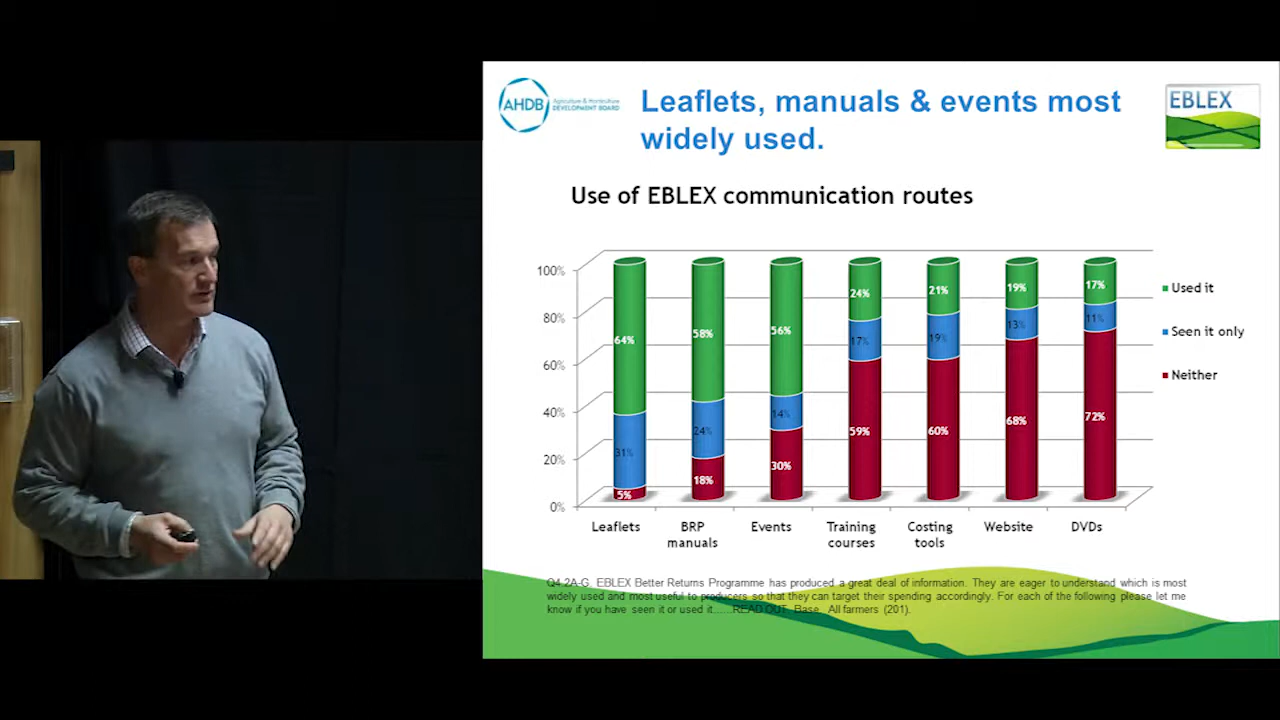 AHDB
Agriculture & Horticulture
DEVELOPMENT BOARD
Leaflets, manuals & events most
widely used.
EBLEX
Use of EBLEX communication routes
100%
80%
60%
40%
20%
0%
64%
58%
56%
24%
21%
19%
17%
31%
24%
14%
17%
19%
13%
11%
5%
18%
30%
59%
60%
68%
72%
Used it
Seen it only
Neither
Leaflets
BRP
manuals
Events
Training
courses
Costing
tools
Website
DVDs
Q4.2A-G. EBLEX Better Returns Programme has produced a great deal of information. They are eager to understand which is most
widely used and most useful to producers so that they can target their spending accordingly. For each of the following please let me
know if you have seen it or used it......READ OUT. Base. All farmers (201).